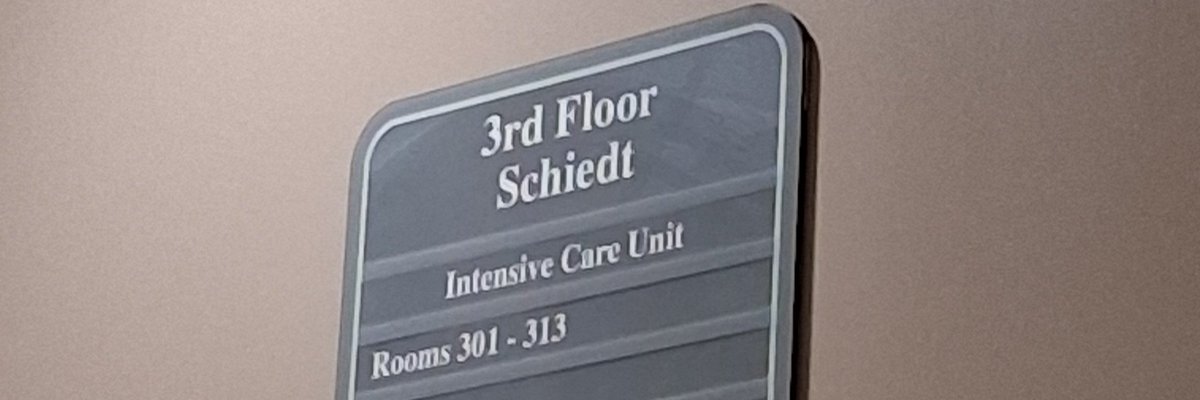 3rd Floor
Schiedt
Intensive Care Unit
Rooms 301 - 313